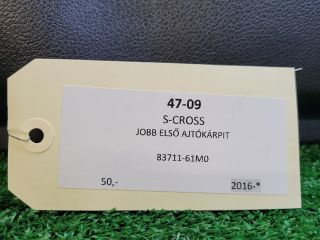 47-09
S-CROSS
JOBB ELSŐ AJTÓKÁRPIT
83711-61M0
50,- 2016-*